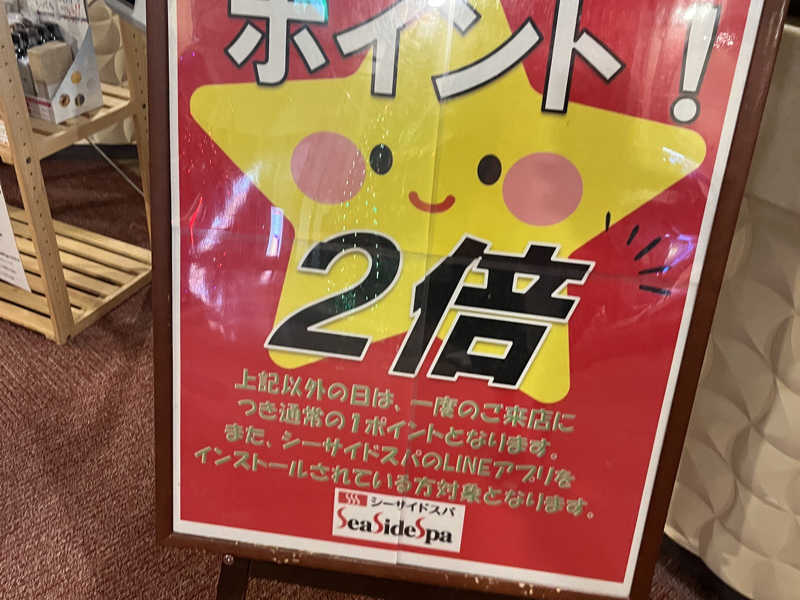 ポイント!
2倍
上記以外の日は、一度のご来店に
つき通常の1ポイントとなります。
また、シーサイドスパのLINEアプリを
インストールされている方対象となります。
シーサイドスパ
SeaSideSpa